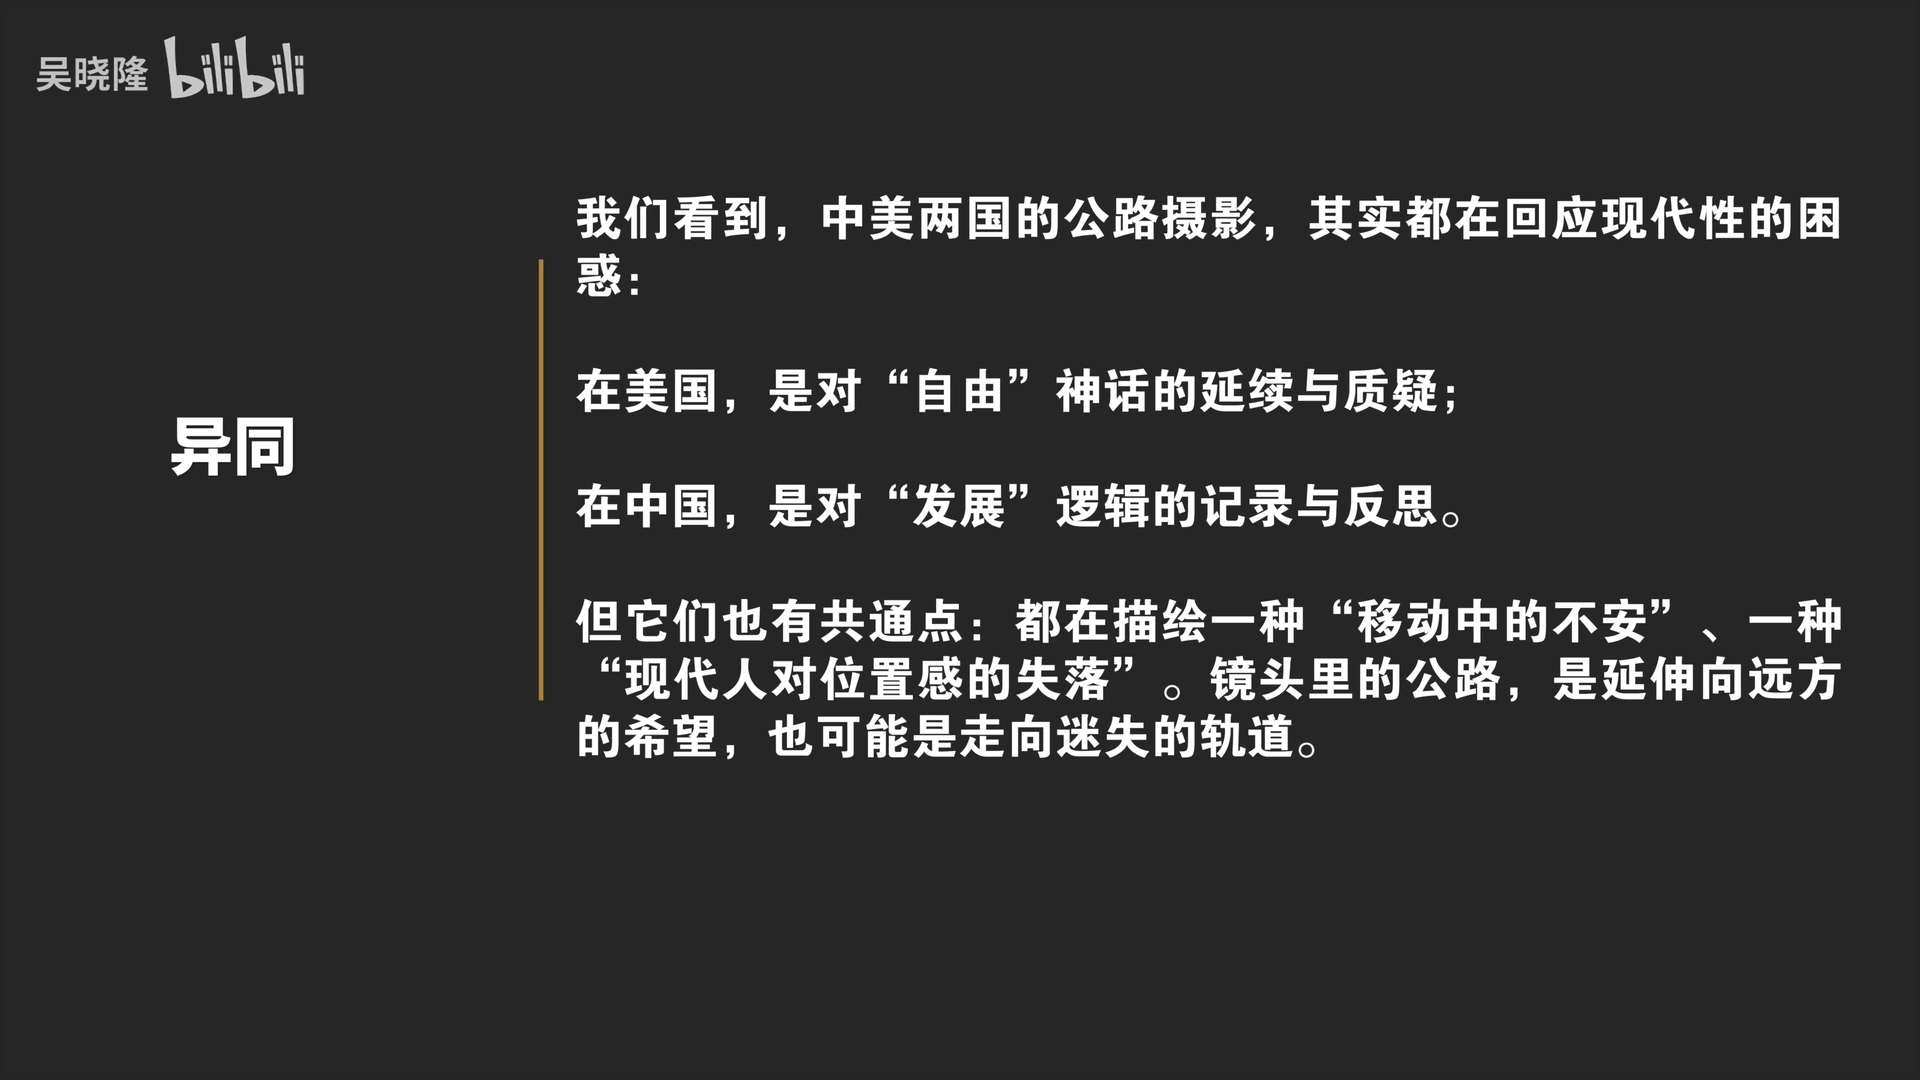 吴晓隆 bilibili
异同
我们看到，中美两国的公路摄影，其实都在回应现代性的困
惑：
在美国，是对“自由”神话的延续与质疑；
在中国，是对“发展”逻辑的记录与反思。
但它们也有共通点：都在描绘一种“移动中的不安”、一种
“现代人对位置感的失落”。镜头里的公路，是延伸向远方
的希望，也可能是走向迷失的轨道。